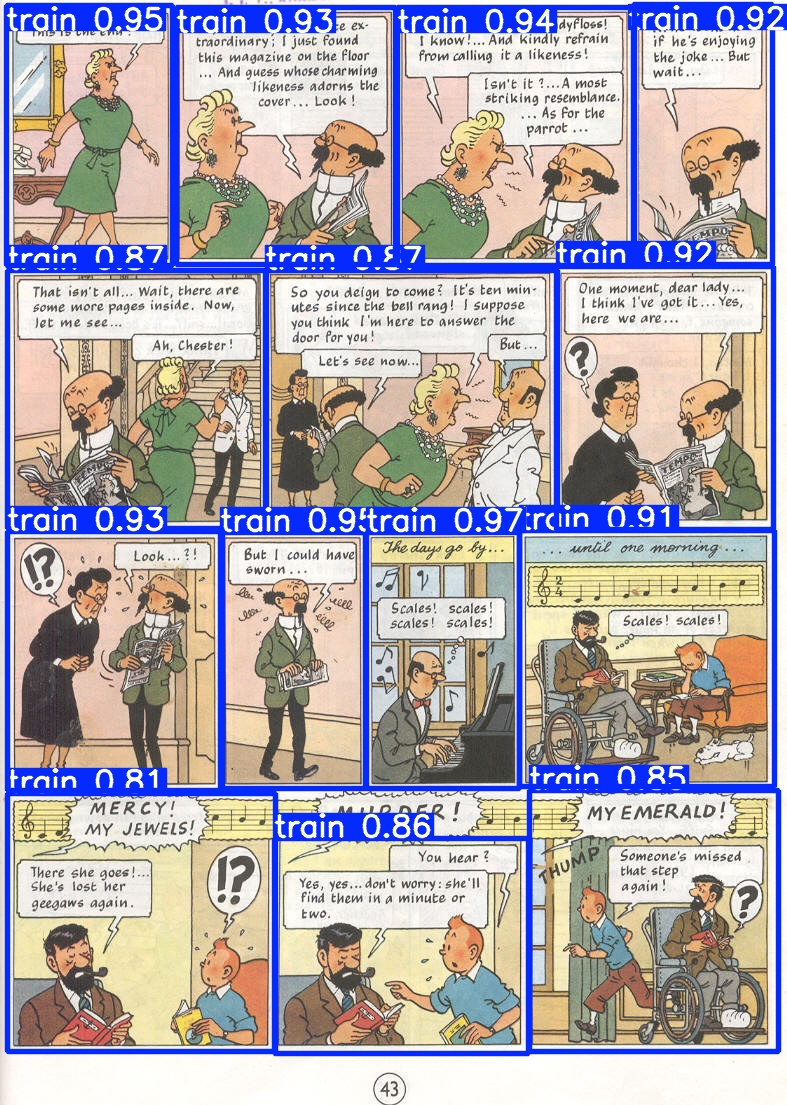 train 0.95
This is the end!
train 0.93
ex-
traordinary; I just found
this magazine on the floor
... And guess whose charming
likeness adorns the
cover... Look!
train 0.94
dyfloss!
I know!... And kindly refrain
from calling it a likeness!
Isn't it?...A most
striking resemblance.
... As for the
parrot ...
train 0.92
if he's enjoying
the joke... But
wait...
TEMPO
train 0.87
That isn't all... Wait, there are
some more pages inside. Now,
let me see...
Ah, Chester!
train 0.87
So you deign to come? It's ten min-
utes since the bell rang! I suppose
you think I'm here to answer the
door for you!
But...
Let's see now...
train 0.92
One moment, dear lady...
I think I've got it... Yes,
here we are...
?
TEMPO
train 0.93
!?
Look...?!
train 0.95
But I could have
sworn...
train 0.97
The days go by...
Scales! scales!
scales! scales!
train 0.91
... until one morning...
2
4
Scales! scales!
train 0.81
MERCY!
MY JEWELS!
There she goes!...
She's lost her
geegaws again.
!?
train 0.86
MURDER!
You hear?
Yes, yes... don't worry: she'll
find them in a minute or
two.
train 0.85
MY EMERALD!
THUMP
Someone's missed
that step
again!
?
43